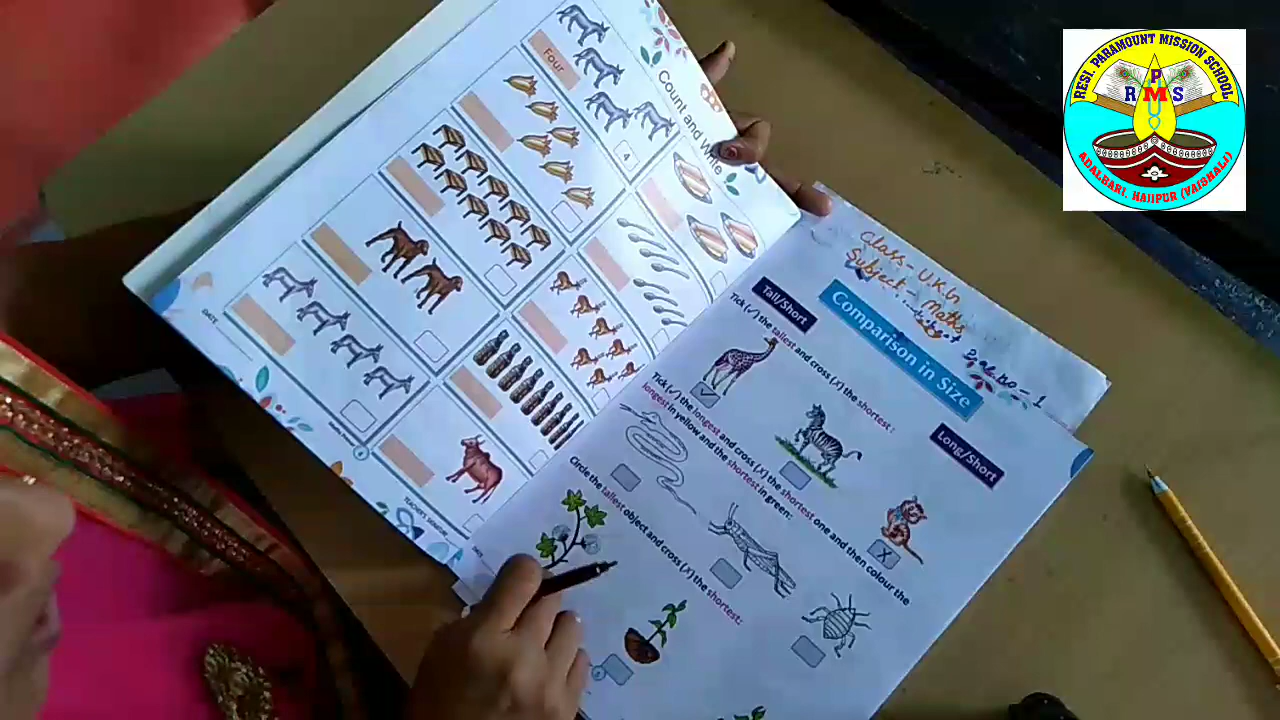 RESI. PARAMOUNT MISSION SCHOOL
P
R M S
ADALBARI, HAJIPUR (VAISHALI)
Count and Write
Four
4
DATE
Class - U.K.G
Subject - Maths
Comparison in Size
Tall/Short
Tick (✓) the tallest and cross (✗) the shortest:
✓
X
Long/Short
Tick (✓) the longest and cross (✗) the shortest one and then colour the
longest in yellow and the shortest in green:
Circle the tallest object and cross (✗) the shortest: